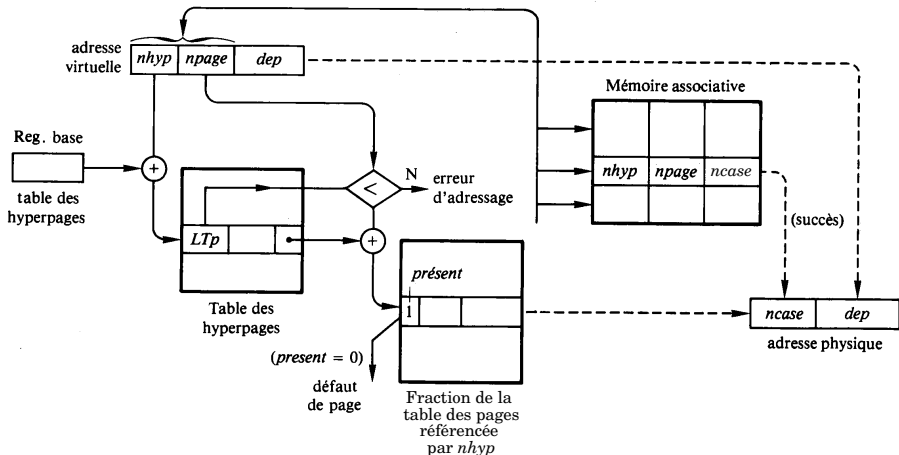 adresse
virtuelle
nhyp npage dep
Mémoire associative
Reg. base
+
table des
hyperpages
<
N
erreur
d'adressage
nhyp npage ncase
(succès)
LTp
+
présent
1
Table des
hyperpages
ncase dep
adresse physique
(present = 0)
défaut
de page
Fraction de la
table des pages
référencée
par nhyp